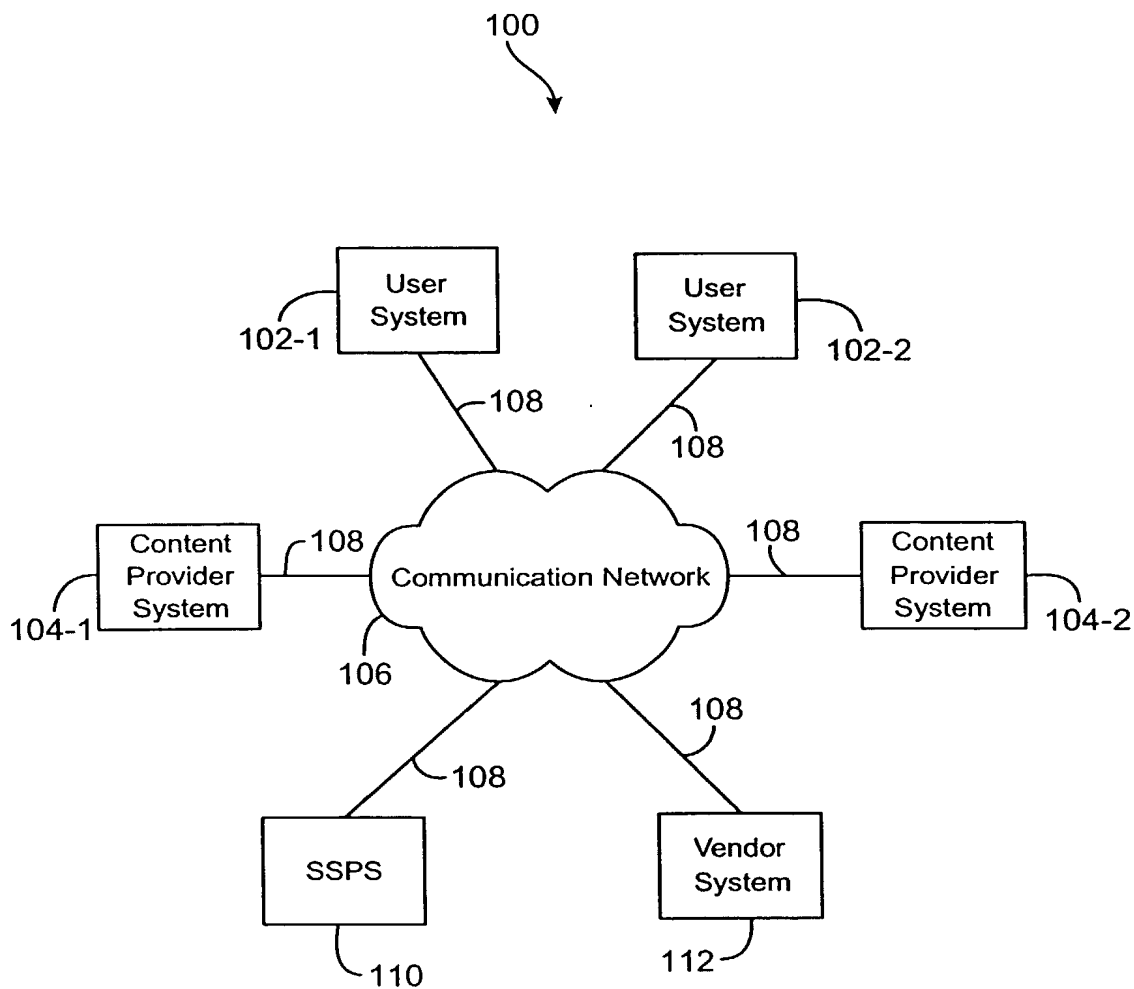 100
User
System
User
System
102-1
102-2
108
108
Content
Provider
System
108
Communication Network
108
Content
Provider
System
104-1
106
104-2
108
108
SSPS
Vendor
System
110
112